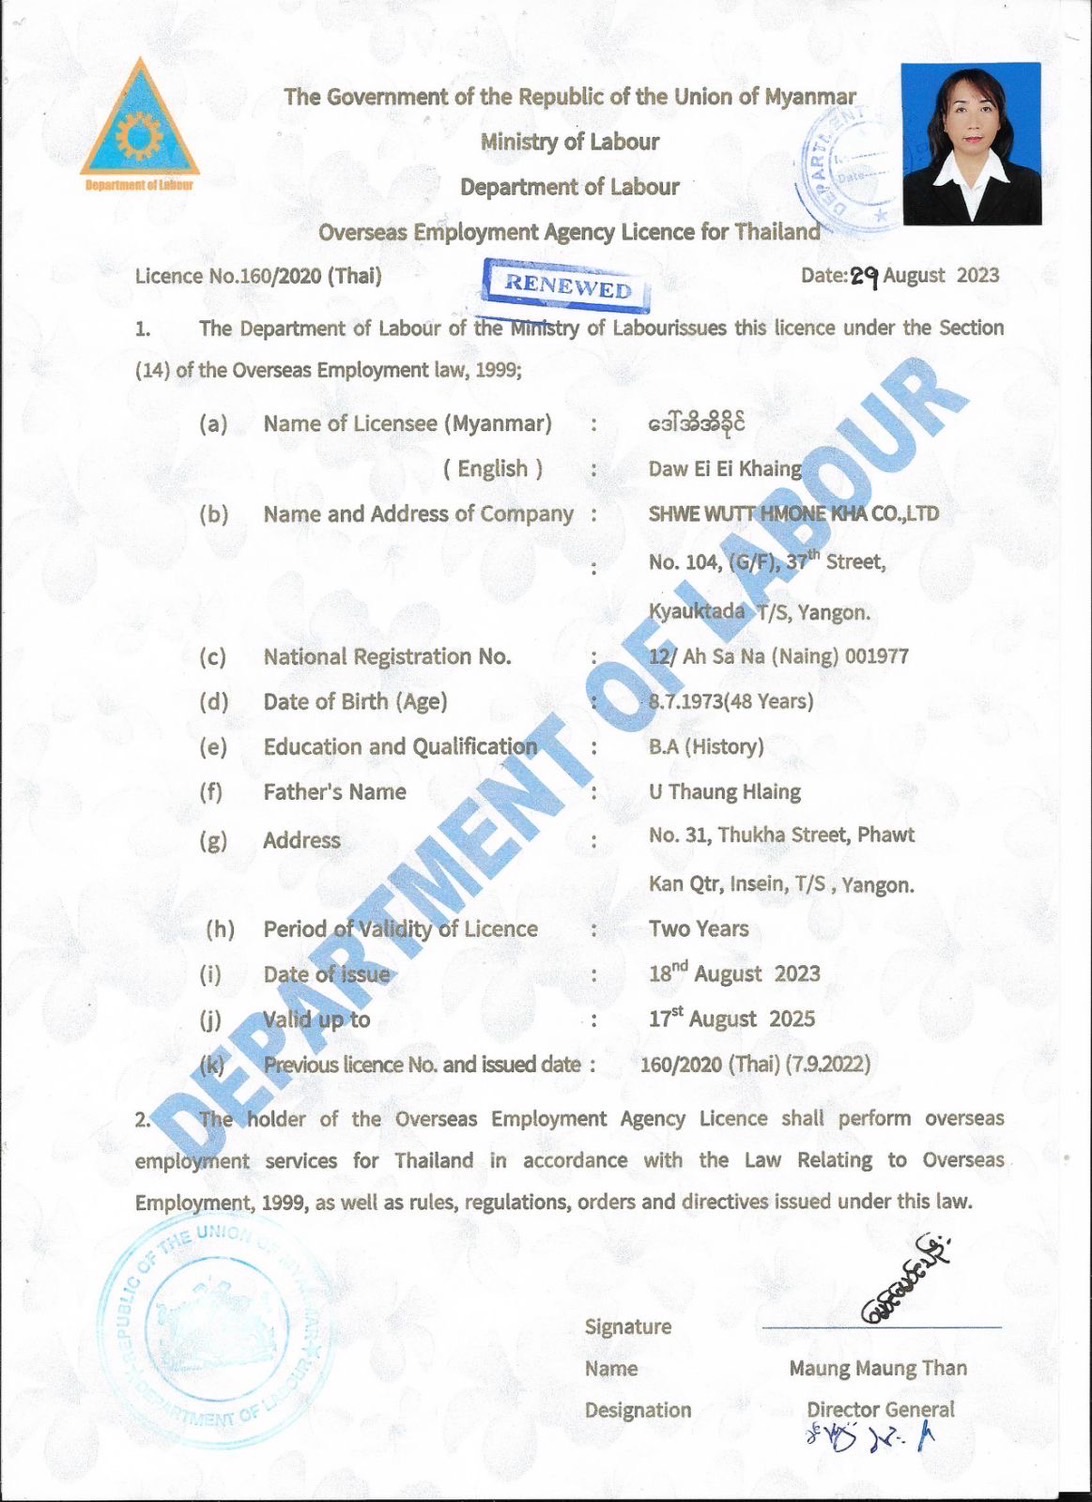 Department of Labour
The Government of the Republic of the Union of Myanmar
Ministry of Labour
Department of Labour
Overseas Employment Agency Licence for Thailand
DEPARTMENT
Date
Licence No.160/2020 (Thai)
Date:29 August 2023
RENEWED
1. The Department of Labour of the Ministry of Labourissues this licence under the Section
(14) of the Overseas Employment law, 1999;
(a) Name of Licensee (Myanmar) : ဒေါ်အိအိခိုင်
( English ) : Daw Ei Ei Khaing
(b) Name and Address of Company : SHWE WUTT HMONE KHA CO.,LTD
: No. 104, (G/F), 37th Street,
Kyauktada T/S, Yangon.
(c) National Registration No. : 12/ Ah Sa Na (Naing) 001977
(d) Date of Birth (Age) : 8.7.1973(48 Years)
(e) Education and Qualification : B.A (History)
(f) Father's Name : U Thaung Hlaing
(g) Address : No. 31, Thukha Street, Phawt
Kan Qtr, Insein, T/S , Yangon.
(h) Period of Validity of Licence : Two Years
(i) Date of issue : 18nd August 2023
(j) Valid up to : 17st August 2025
(k) Previous licence No. and issued date : 160/2020 (Thai) (7.9.2022)
DEPARTMENT OF LABOUR
2. The holder of the Overseas Employment Agency Licence shall perform overseas
employment services for Thailand in accordance with the Law Relating to Overseas
Employment, 1999, as well as rules, regulations, orders and directives issued under this law.
REPUBLIC OF THE UNION OF MYANMAR
DEPARTMENT OF LABOUR
Signature
Name Maung Maung Than
Designation Director General